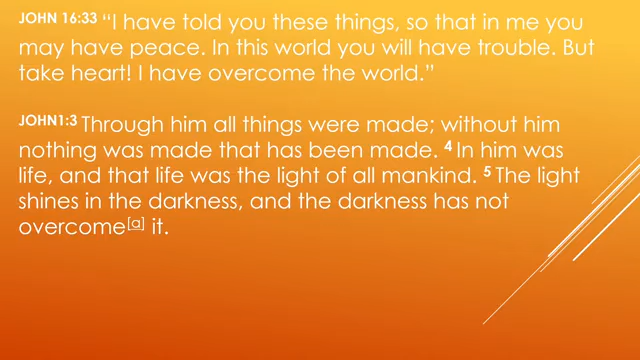 JOHN 16:33 “I have told you these things, so that in me you
may have peace. In this world you will have trouble. But
take heart! I have overcome the world.”
JOHN1:3 Through him all things were made; without him
nothing was made that has been made. 4 In him was
life, and that life was the light of all mankind. 5 The light
shines in the darkness, and the darkness has not
overcome[a] it.